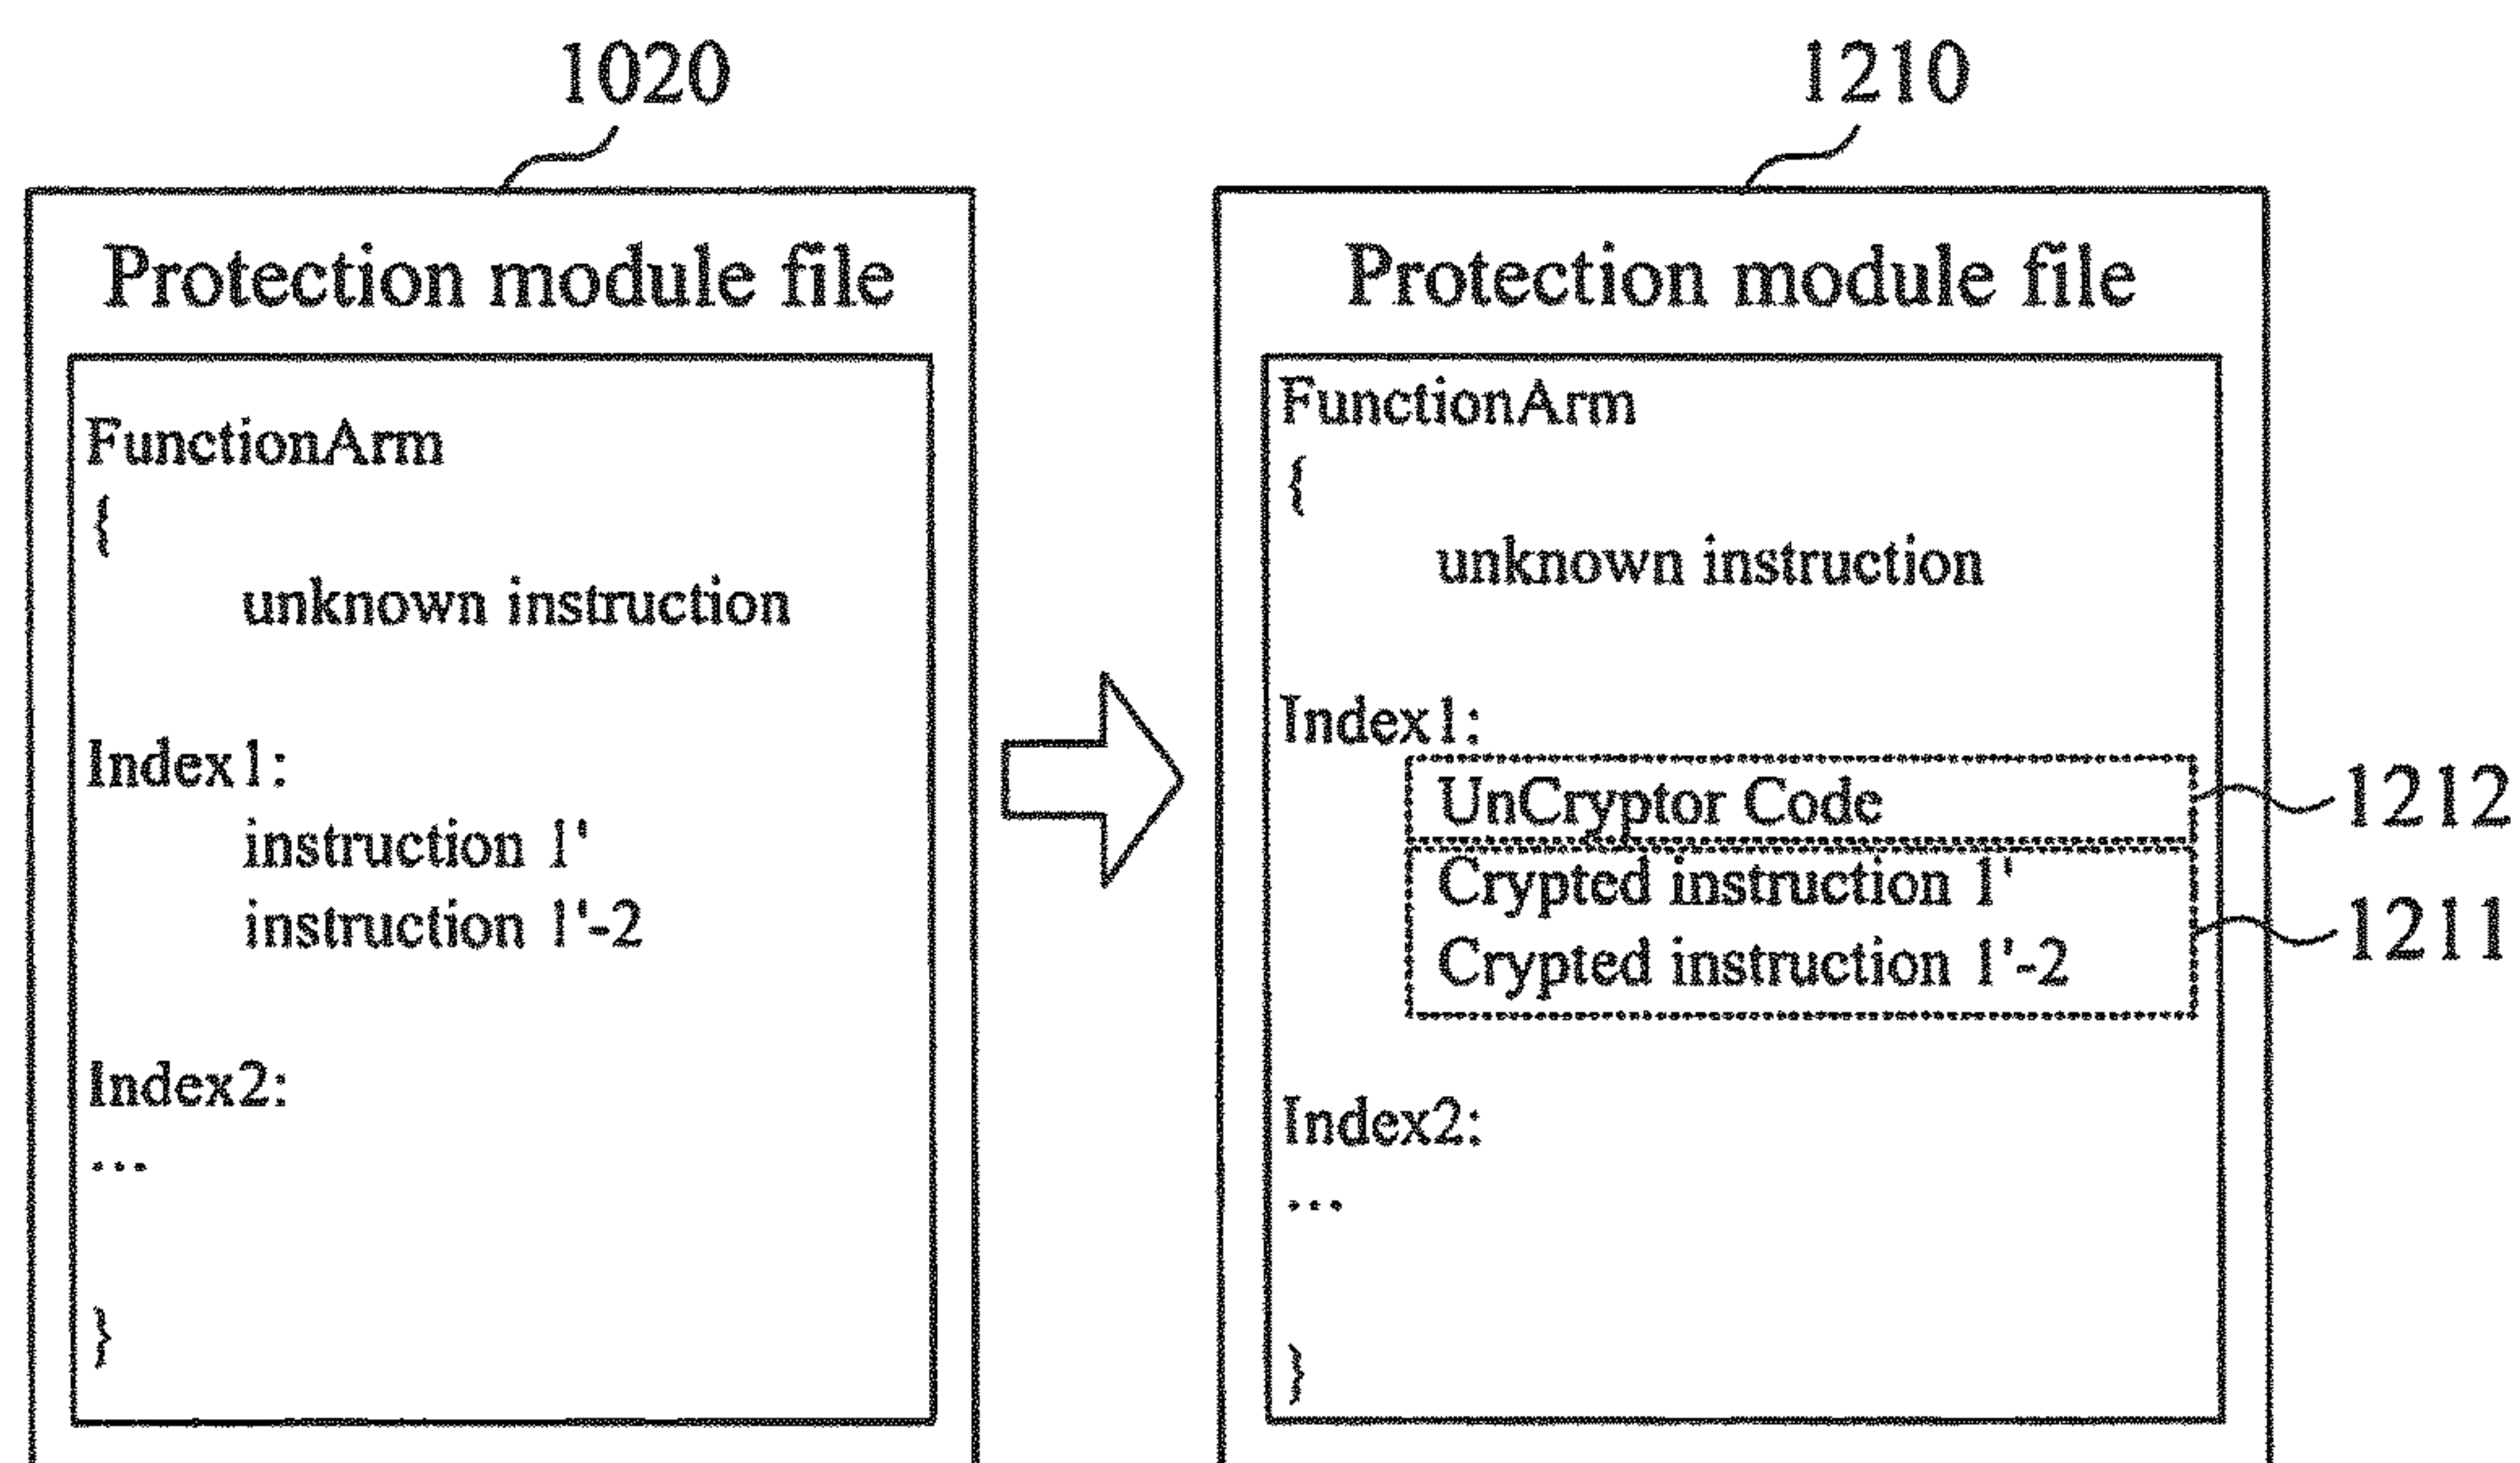 1020
Protection module file
FunctionArm
{
unknown instruction
Index1:
instruction 1'
instruction 1'-2
Index2:
...
}
1210
Protection module file
FunctionArm
{
unknown instruction
Index1:
UnCryptor Code
Crypted instruction 1'
Crypted instruction 1'-2
Index2:
...
}
1212
1211